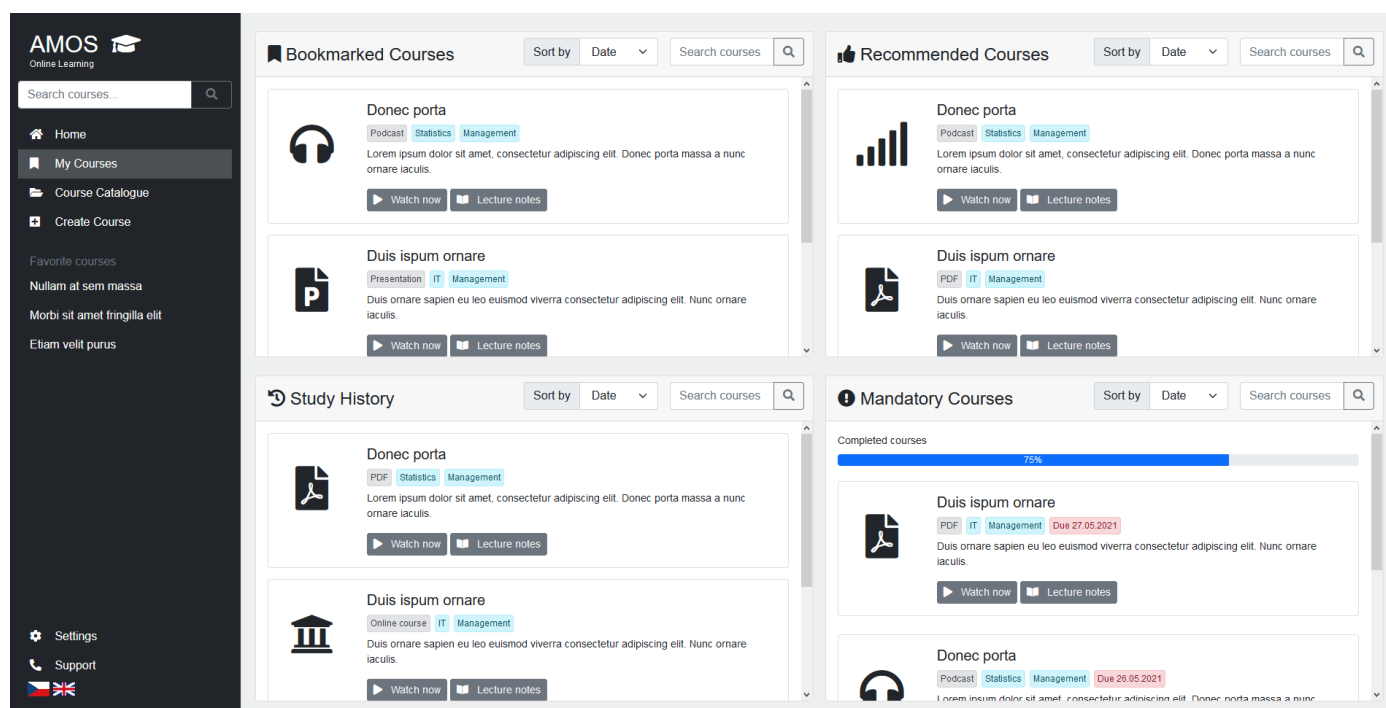 AMOS
Online Learning
Search courses...
Home
My Courses
Course Catalogue
Create Course
Favorite courses
Nullam at sem massa
Morbi sit amet fringilla elit
Etiam velit purus
Settings
Support
Bookmarked Courses
Sort by Date Search courses
Donec porta
Podcast Statistics Management
Lorem ipsum dolor sit amet, consectetur adipiscing elit. Donec porta massa a nunc
ornare iaculis.
Watch now Lecture notes
Duis ispum ornare
P
Presentation IT Management
Duis ornare sapien eu leo euismod viverra consectetur adipiscing elit. Nunc ornare
iaculis.
Watch now Lecture notes
Recommended Courses
Sort by Date Search courses
Donec porta
Podcast Statistics Management
Lorem ipsum dolor sit amet, consectetur adipiscing elit. Donec porta massa a nunc
ornare iaculis.
Watch now Lecture notes
Duis ispum ornare
PDF IT Management
Duis ornare sapien eu leo euismod viverra consectetur adipiscing elit. Nunc ornare
iaculis.
Watch now Lecture notes
Study History
Sort by Date Search courses
Donec porta
PDF Statistics Management
Lorem ipsum dolor sit amet, consectetur adipiscing elit. Donec porta massa a nunc
ornare iaculis.
Watch now Lecture notes
Duis ispum ornare
Online course IT Management
Duis ornare sapien eu leo euismod viverra consectetur adipiscing elit. Nunc ornare
iaculis.
Watch now Lecture notes
Mandatory Courses
Sort by Date Search courses
Completed courses
75%
Duis ispum ornare
PDF IT Management Due 27.05.2021
Duis ornare sapien eu leo euismod viverra consectetur adipiscing elit. Nunc ornare
iaculis.
Watch now Lecture notes
Donec porta
Podcast Statistics Management Due 26.05.2021
Lorem ipsum dolor sit amet, consectetur adipiscing elit. Donec porta massa a nunc